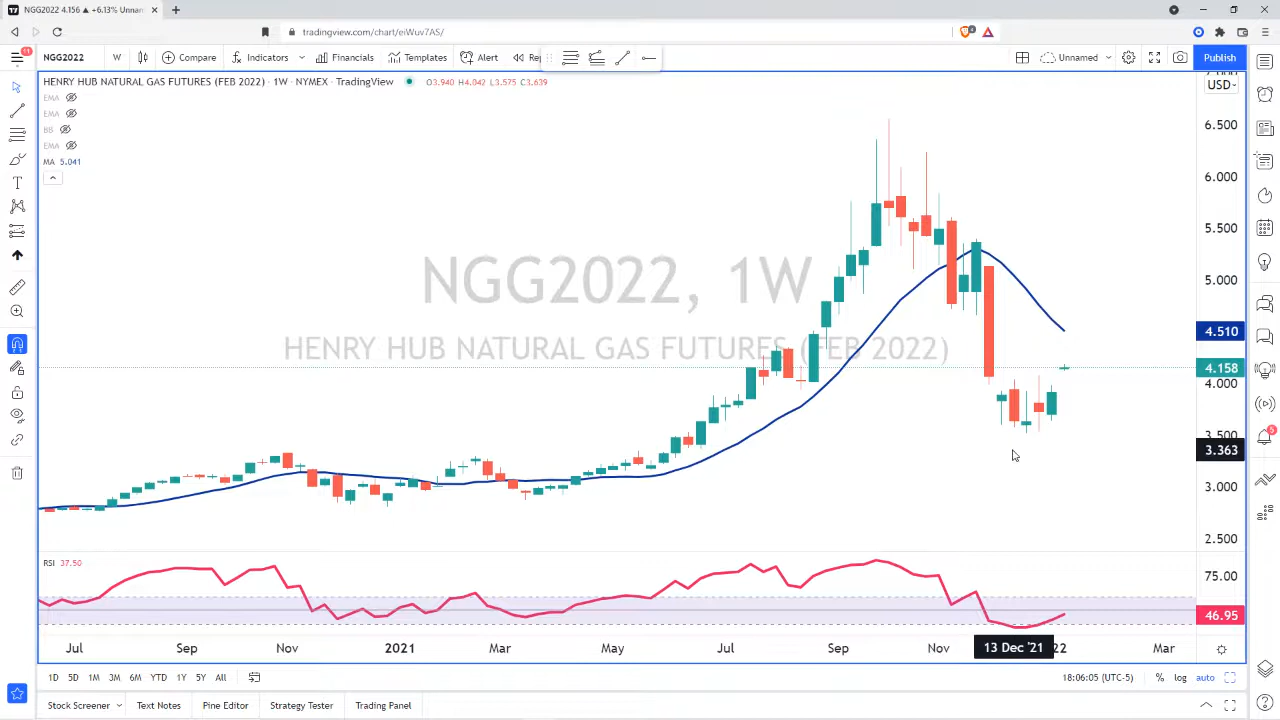 NGG2022 4.156 ▲ +6.13% Unnan
tradingview.com/chart/eiWuv7AS/
11
NGG2022 W Compare Indicators Financials Templates Alert Rep Unnamed Publish
HENRY HUB NATURAL GAS FUTURES (FEB 2022) · 1W · NYMEX · TradingView O3.940 H4.042 L3.575 C3.639
USD
EMA
EMA
BB
EMA
MA 5.041
6.500
6.000
5.500
5.000
4.510
4.158
4.000
3.500
3.363
3.000
2.500
NGG2022, 1W
HENRY HUB NATURAL GAS FUTURES (FEB 2022)
5
RSI 37.50
75.00
46.95
Jul Sep Nov 2021 Mar May Jul Sep Nov 13 Dec '21 22 Mar
1D 5D 1M 3M 6M YTD 1Y 5Y All 18:06:05 (UTC-5) % log auto
Stock Screener Text Notes Pine Editor Strategy Tester Trading Panel